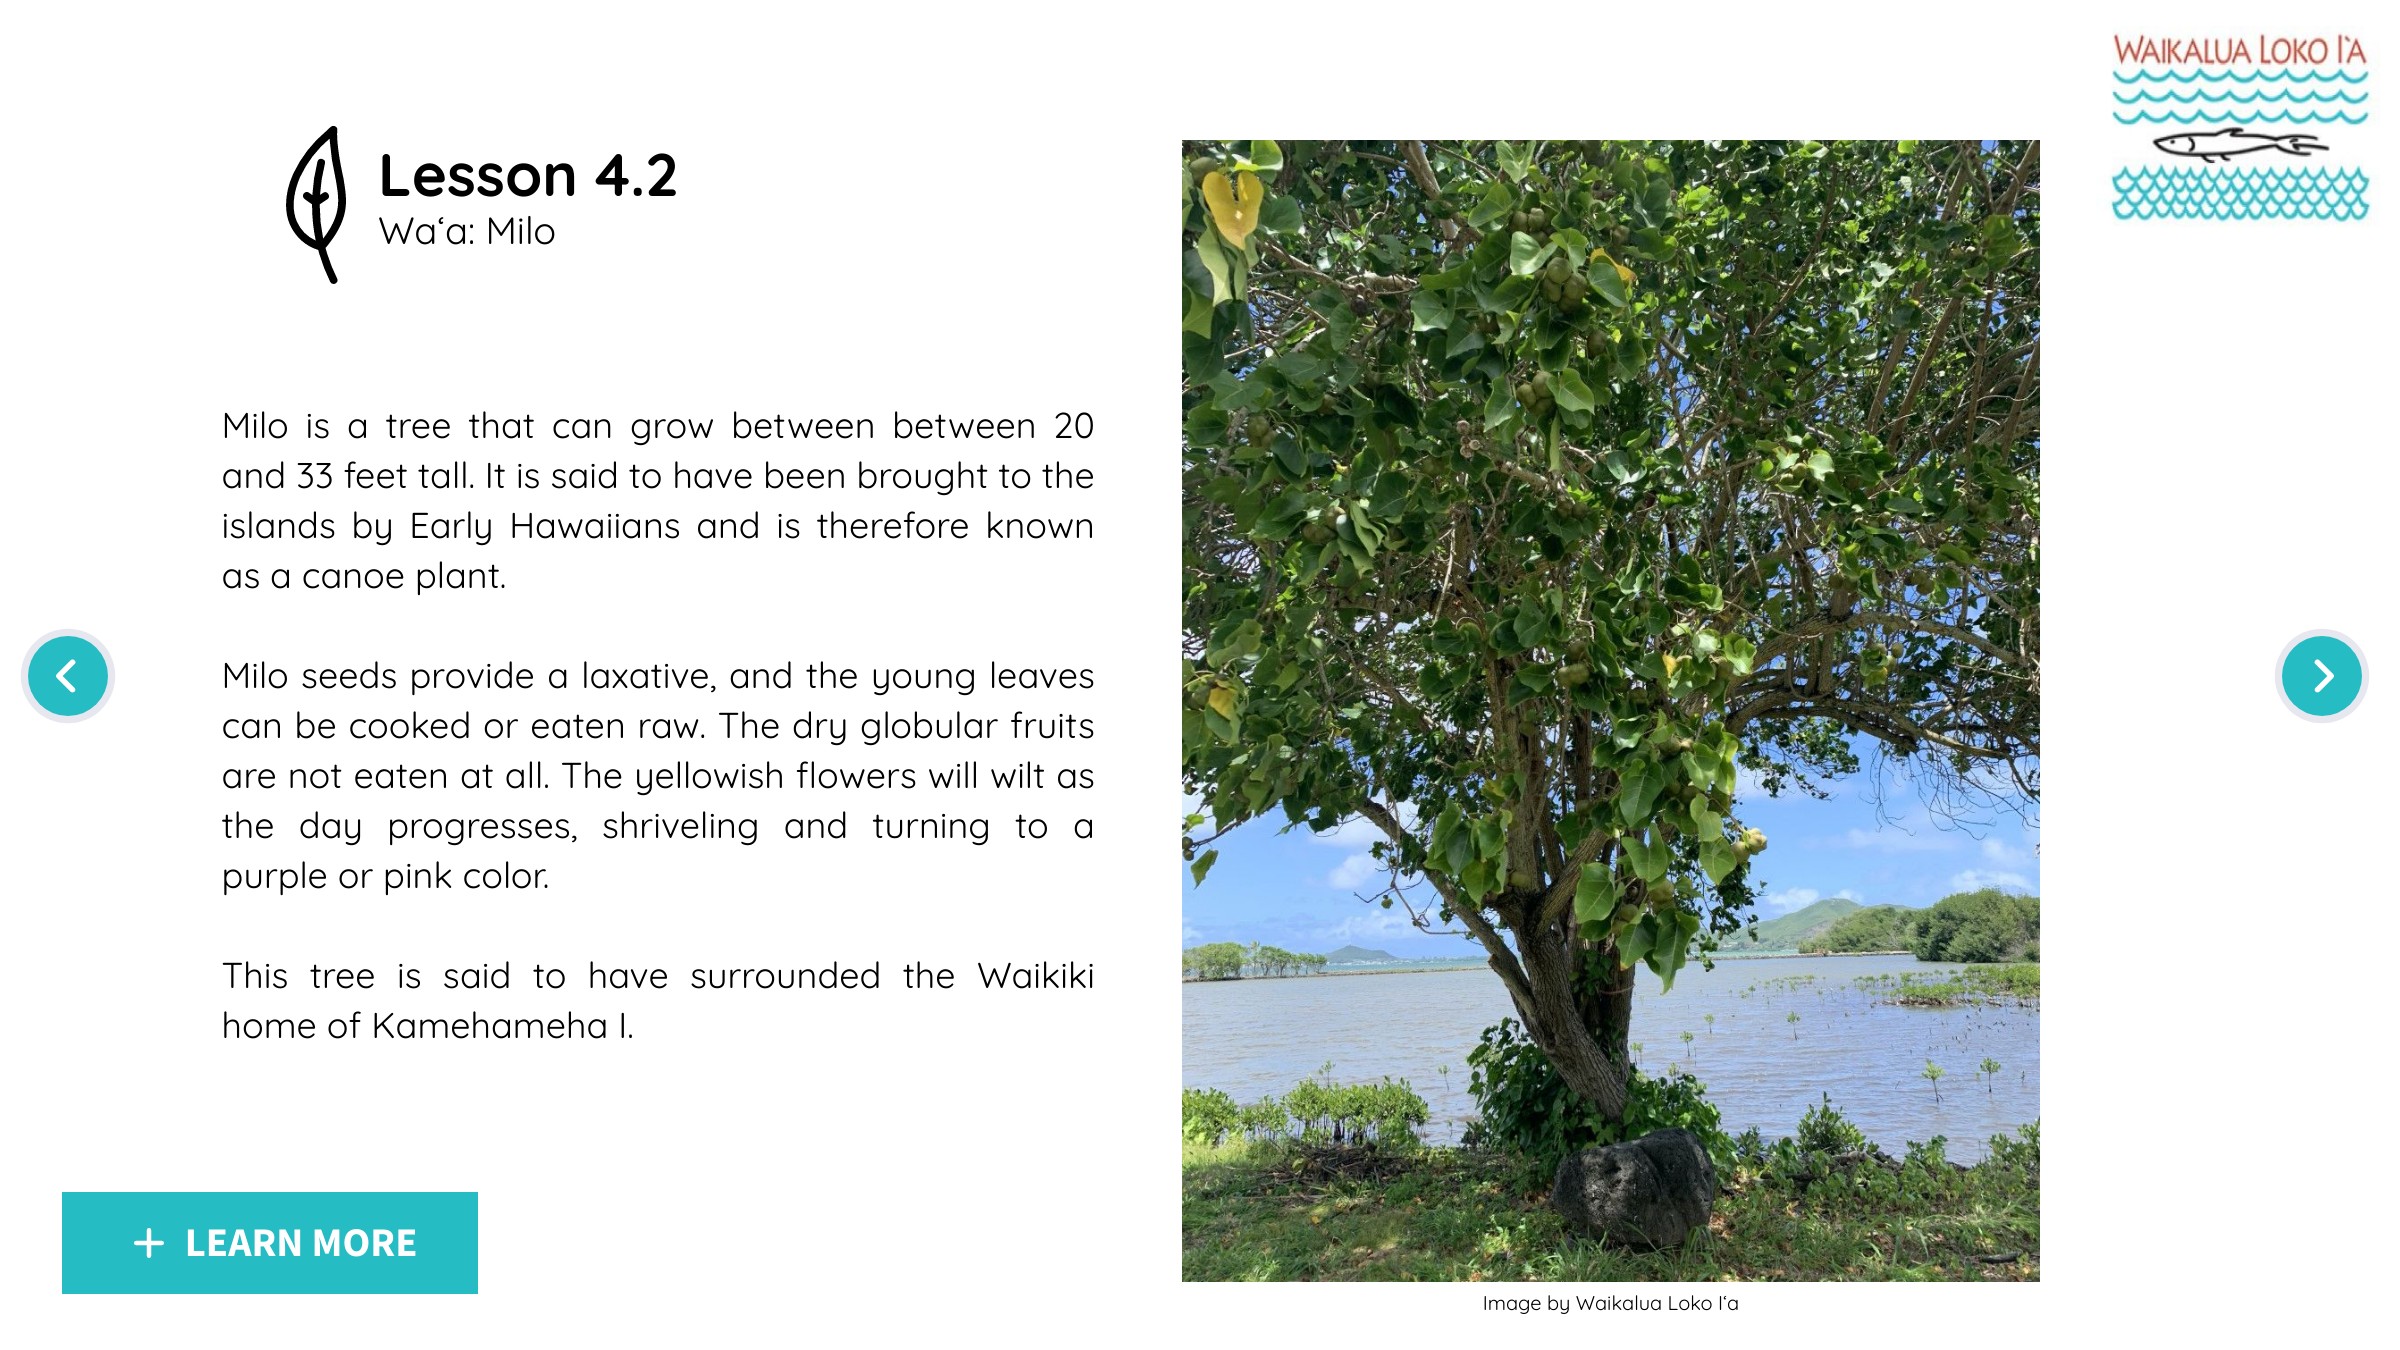 WAIKALUA LOKO I'A
Lesson 4.2
Waʻa: Milo
Milo is a tree that can grow between between 20
and 33 feet tall. It is said to have been brought to the
islands by Early Hawaiians and is therefore known
as a canoe plant.
Milo seeds provide a laxative, and the young leaves
can be cooked or eaten raw. The dry globular fruits
are not eaten at all. The yellowish flowers will wilt as
the day progresses, shriveling and turning to a
purple or pink color.
This tree is said to have surrounded the Waikiki
home of Kamehameha I.
+ LEARN MORE
Image by Waikalua Loko Iʻa